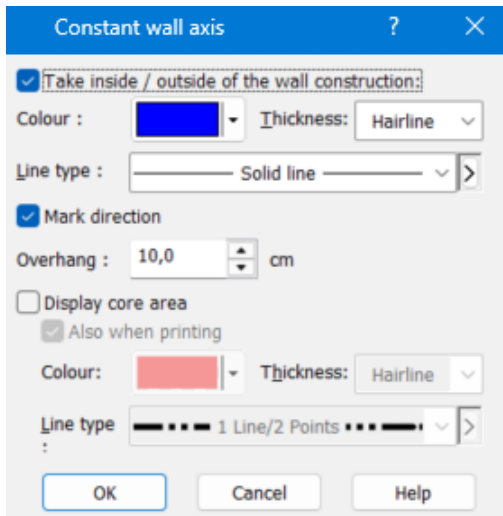 Constant wall axis ?
Take inside / outside of the wall construction:
Colour : Thickness: Hairline
Line type : Solid line
Mark direction
Overhang : 10,0 cm
Display core area
Also when printing
Colour: Thickness: Hairline
Line type 1 Line/2 Points
:
OK Cancel Help